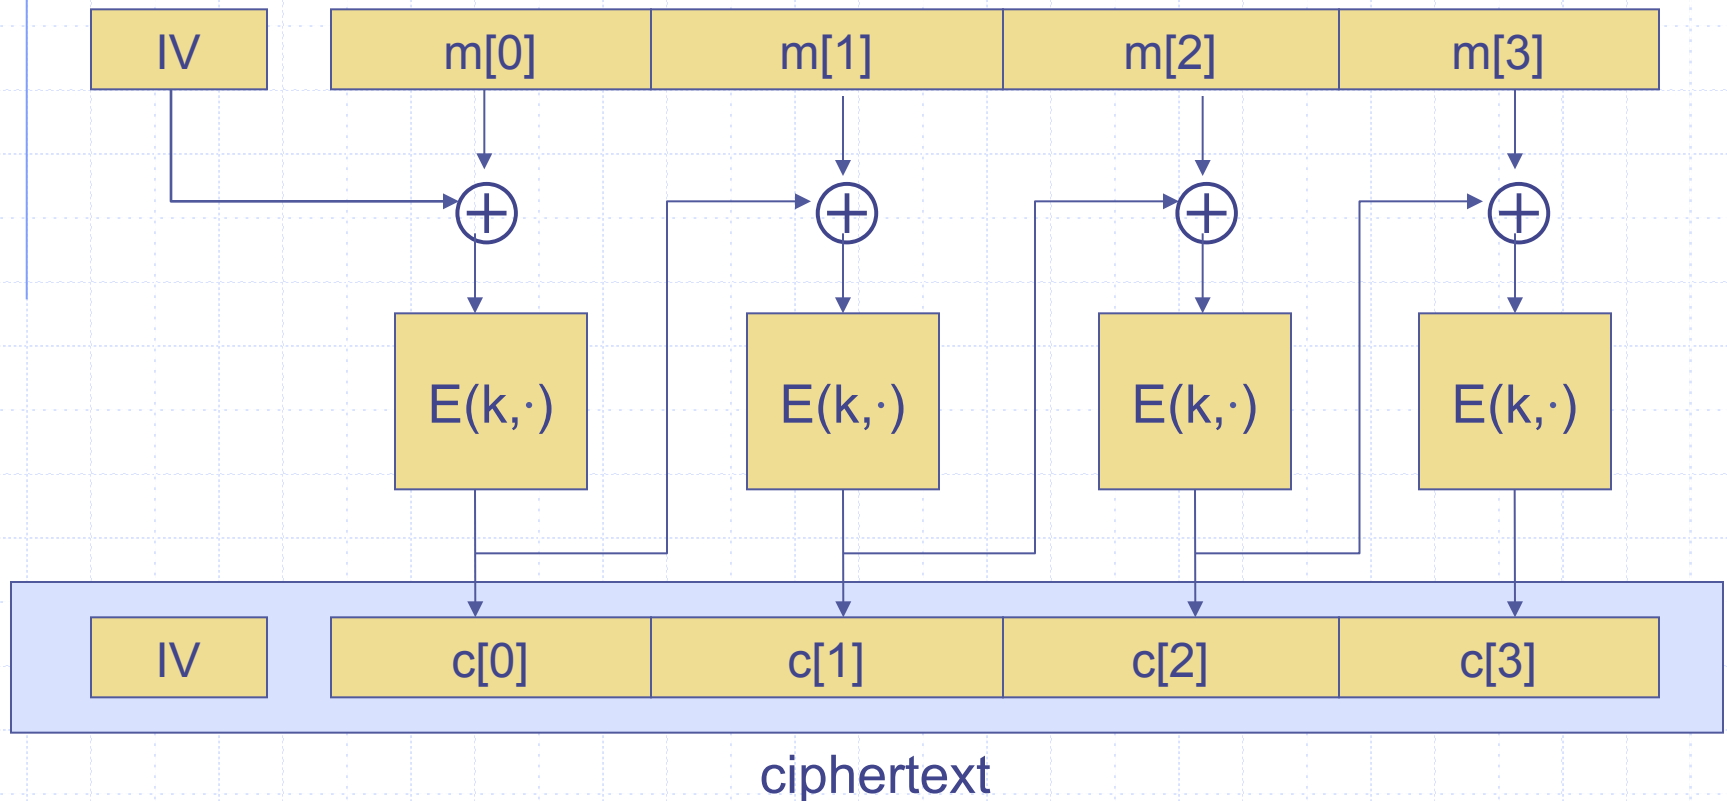 IV m[0] m[1] m[2] m[3]
E(k,·) E(k,·) E(k,·) E(k,·)
IV c[0] c[1] c[2] c[3]
ciphertext